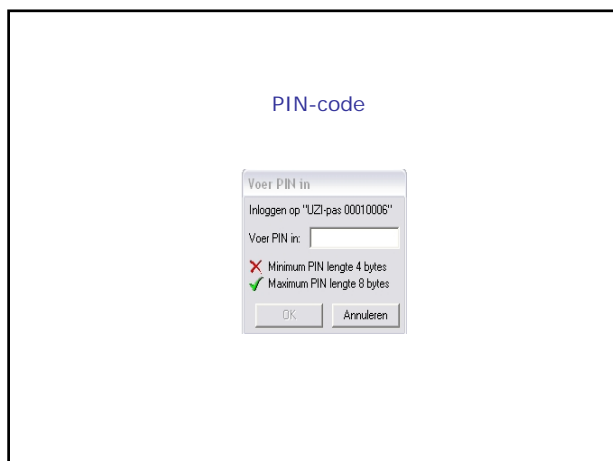 PIN-code
Voer PIN in
Inloggen op "UZI-pas 00010006"
Voer PIN in:
Minimum PIN lengte 4 bytes
Maximum PIN lengte 8 bytes
OK Annuleren